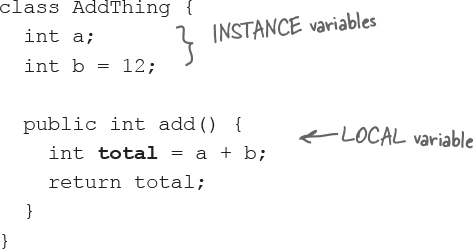 class AddThing {
int a;
int b = 12;
} INSTANCE variables
public int add() {
int total = a + b;
← LOCAL variable
return total;
}
}